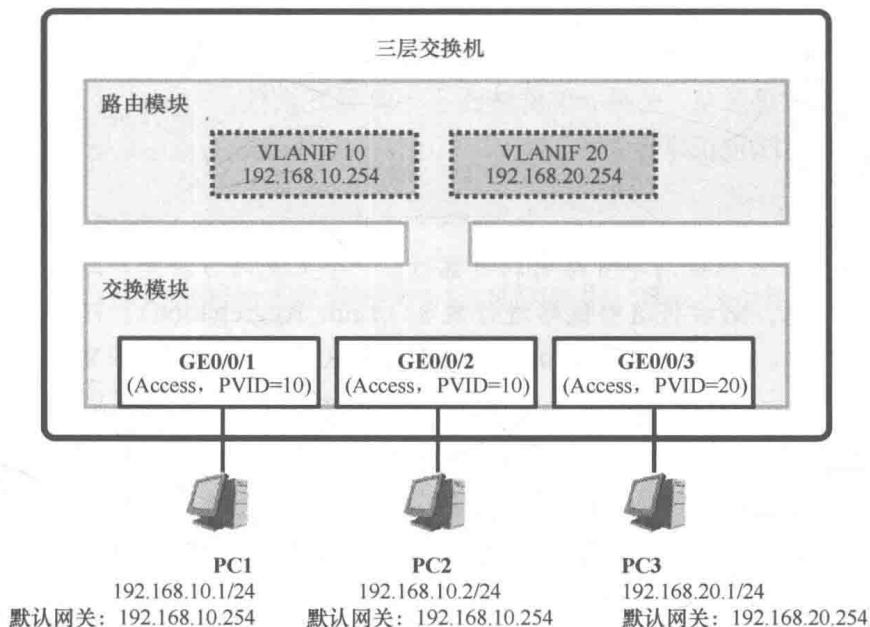 三层交换机
路由模块
VLANIF 10
192.168.10.254
VLANIF 20
192.168.20.254
交换模块
GE0/0/1
(Access，PVID=10)
GE0/0/2
(Access，PVID=10)
GE0/0/3
(Access，PVID=20)
PC1
192.168.10.1/24
默认网关：192.168.10.254
PC2
192.168.10.2/24
默认网关：192.168.10.254
PC3
192.168.20.1/24
默认网关：192.168.20.254